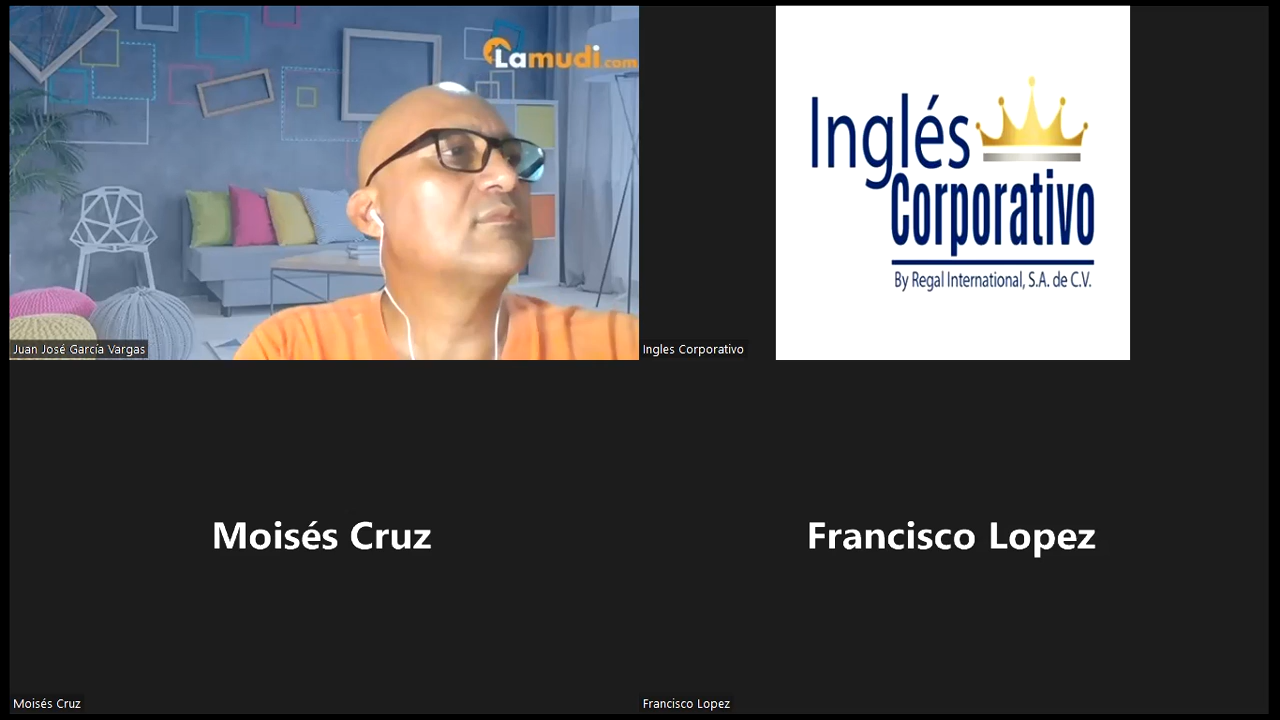 Lamudi.com
Juan José García Vargas
Inglés
Corporativo
By Regal International, S.A. de C.V.
Ingles Corporativo
Moisés Cruz
Francisco Lopez
Moisés Cruz
Francisco Lopez